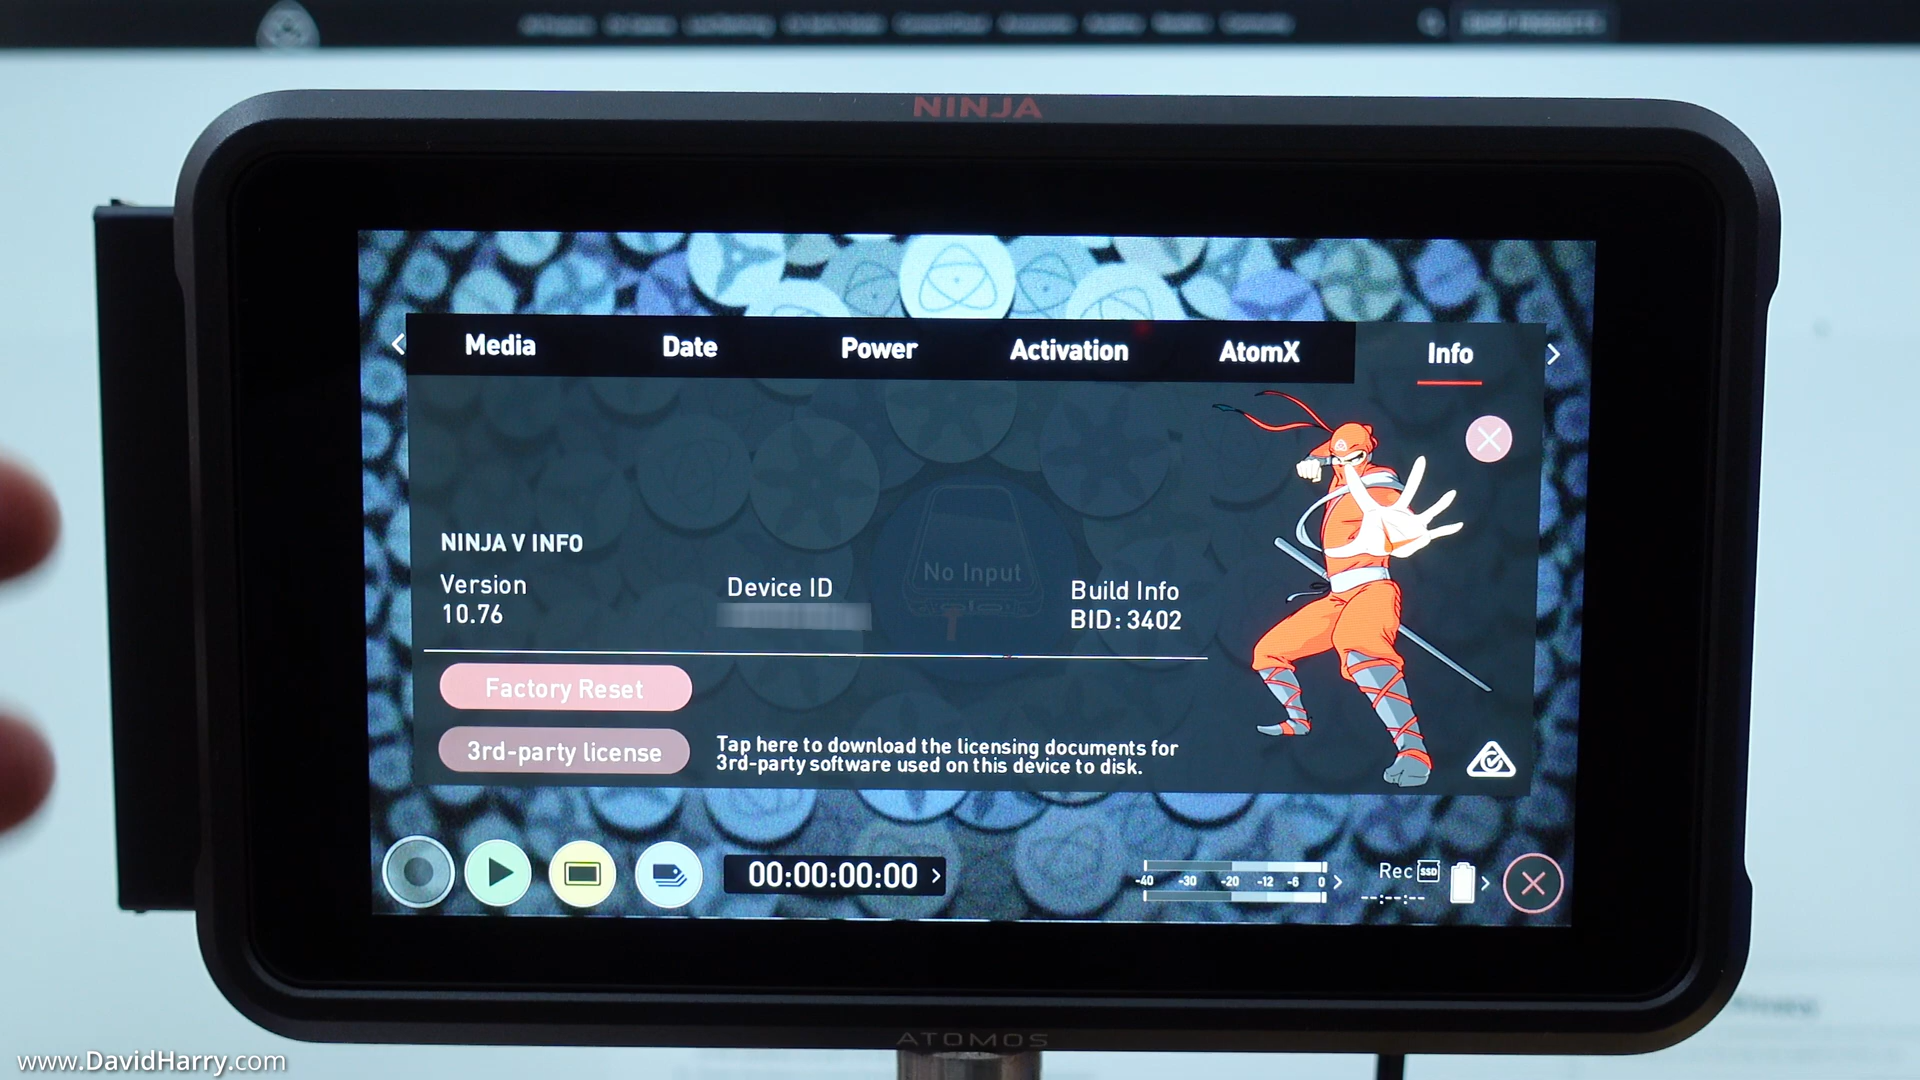 NINJA
Media Date Power Activation AtomX Info
No Input
NINJA V INFO
Version Device ID Build Info
10.76 BID: 3402
Factory Reset
3rd-party license
Tap here to download the licensing documents for
3rd-party software used on this device to disk.
00:00:00:00
-40 -30 -20 -12 -6 0
Rec SSD
--:--:--
ATOMOS
www.DavidHarry.com